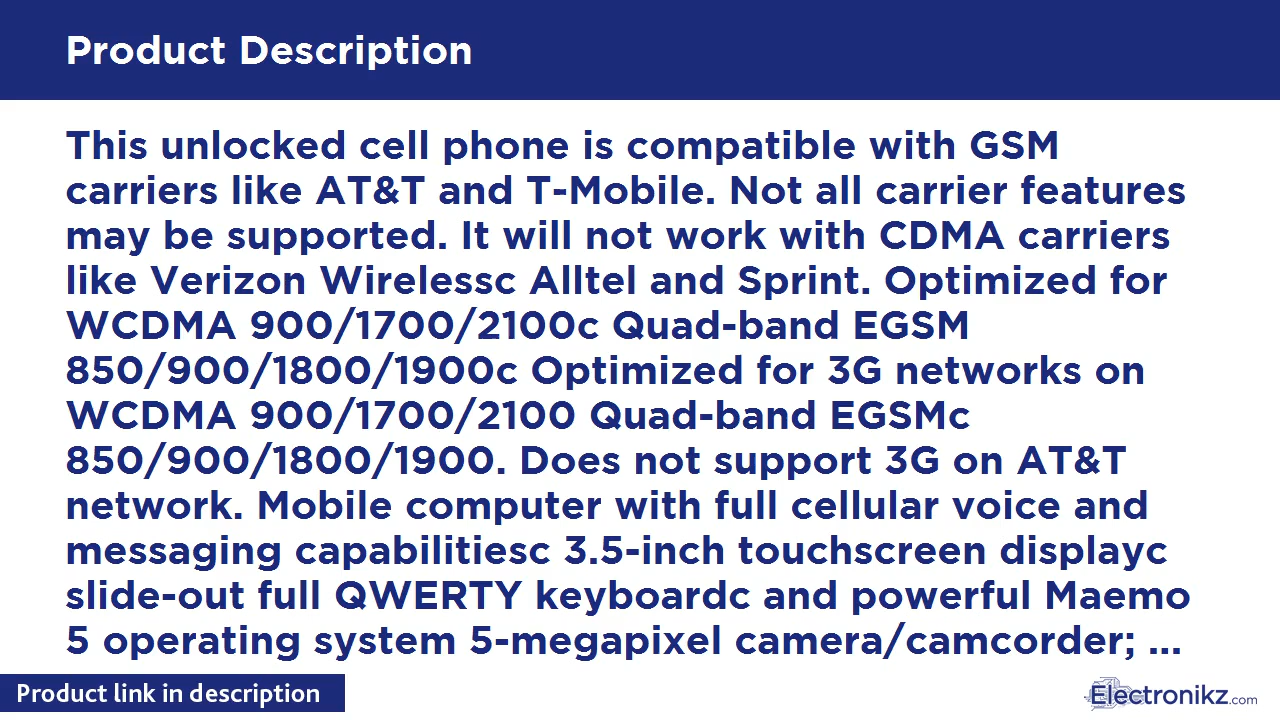 Product Description
This unlocked cell phone is compatible with GSM
carriers like AT&T and T-Mobile. Not all carrier features
may be supported. It will not work with CDMA carriers
like Verizon Wirelessc Alltel and Sprint. Optimized for
WCDMA 900/1700/2100c Quad-band EGSM
850/900/1800/1900c Optimized for 3G networks on
WCDMA 900/1700/2100 Quad-band EGSMc
850/900/1800/1900. Does not support 3G on AT&T
network. Mobile computer with full cellular voice and
messaging capabilitiesc 3.5-inch touchscreen displayc
slide-out full QWERTY keyboardc and powerful Maemo
5 operating system 5-megapixel camera/camcorder; ...
Product link in description
Electronikz.com